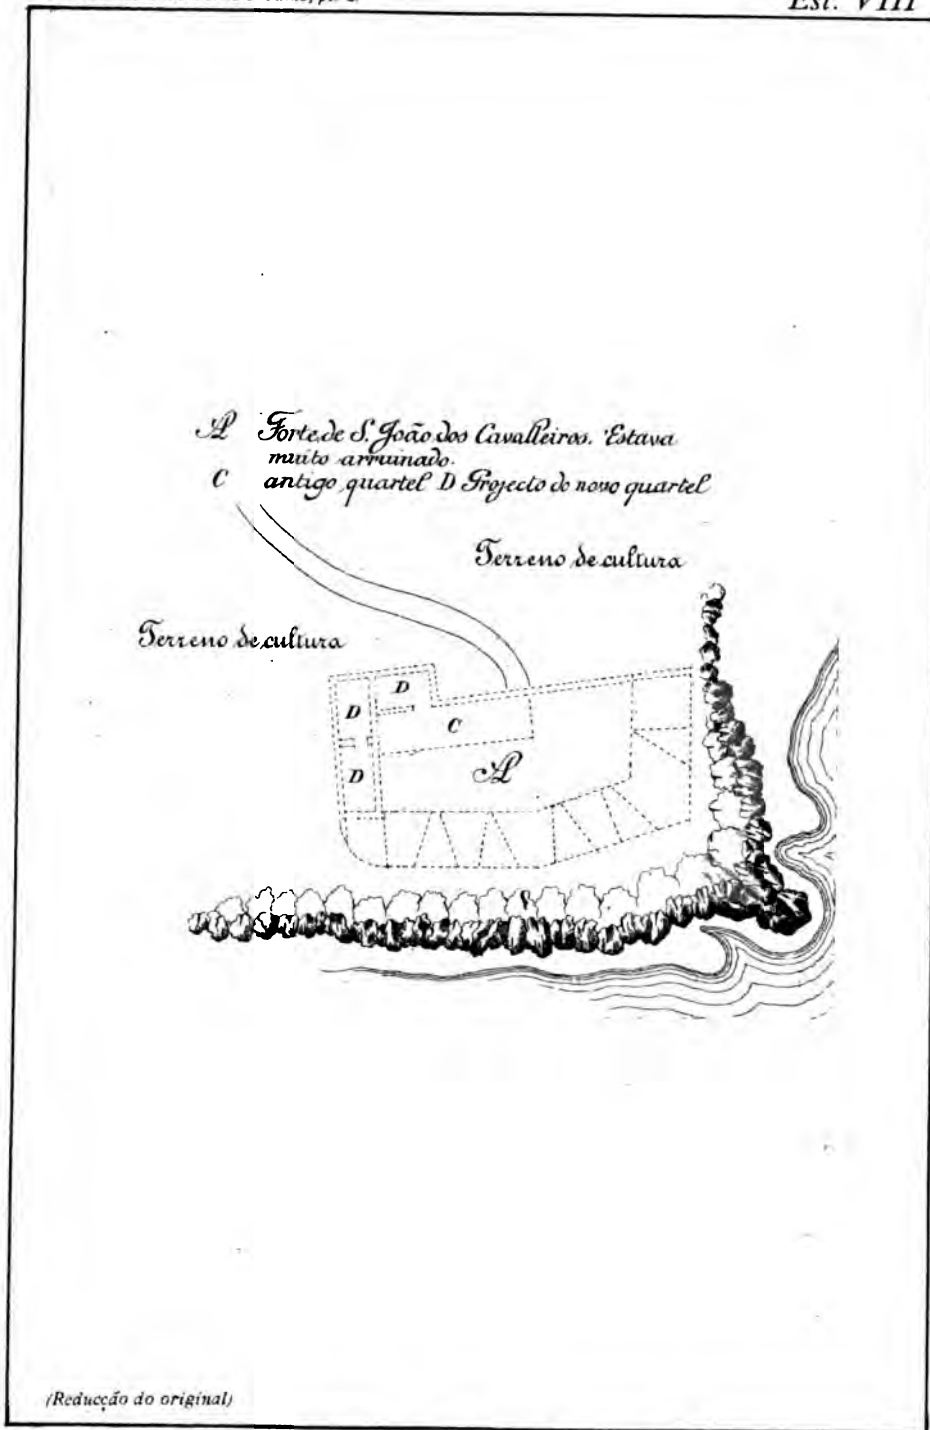 Est. VIII
A Forte de S. João dos Cavalleiros. Estava
muito arruinado.
C antigo quartel D Projecto do novo quartel
Terreno de cultura
Terreno de cultura
D
D
C
D
A
(Reducção do original)